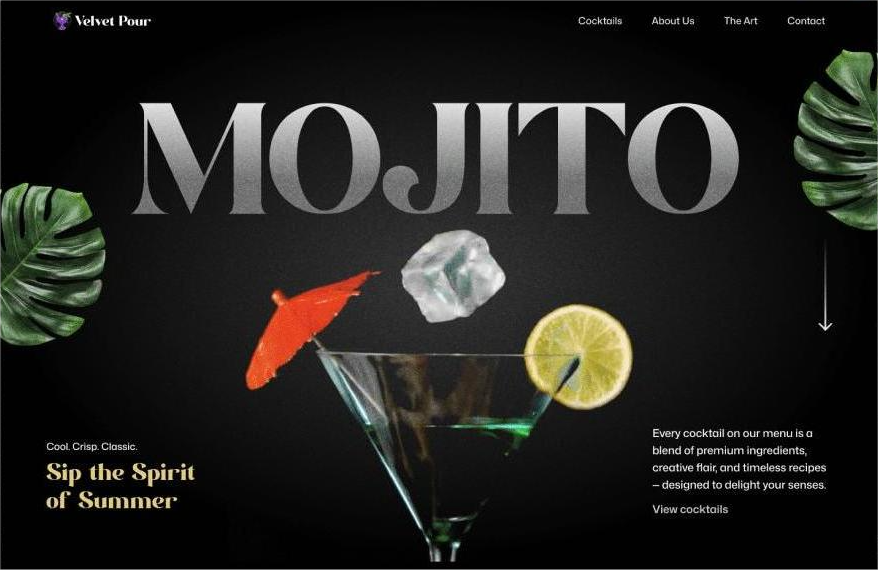 Velvet Pour
Cocktails
About Us
The Art
Contact
MOJITO
Cool. Crisp. Classic.
Sip the Spirit
of Summer
Every cocktail on our menu is a
blend of premium ingredients,
creative flair, and timeless recipes
– designed to delight your senses.
View cocktails